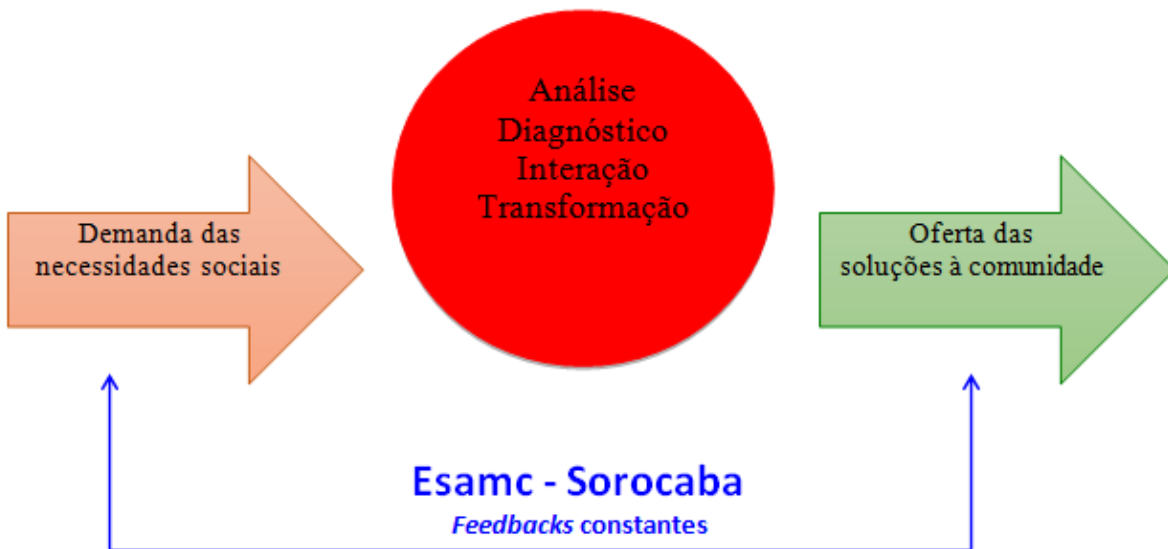 Análise
Diagnóstico
Interação
Transformação
Demanda das
necessidades sociais
Oferta das
soluções à comunidade
Esamc - Sorocaba
Feedbacks constantes